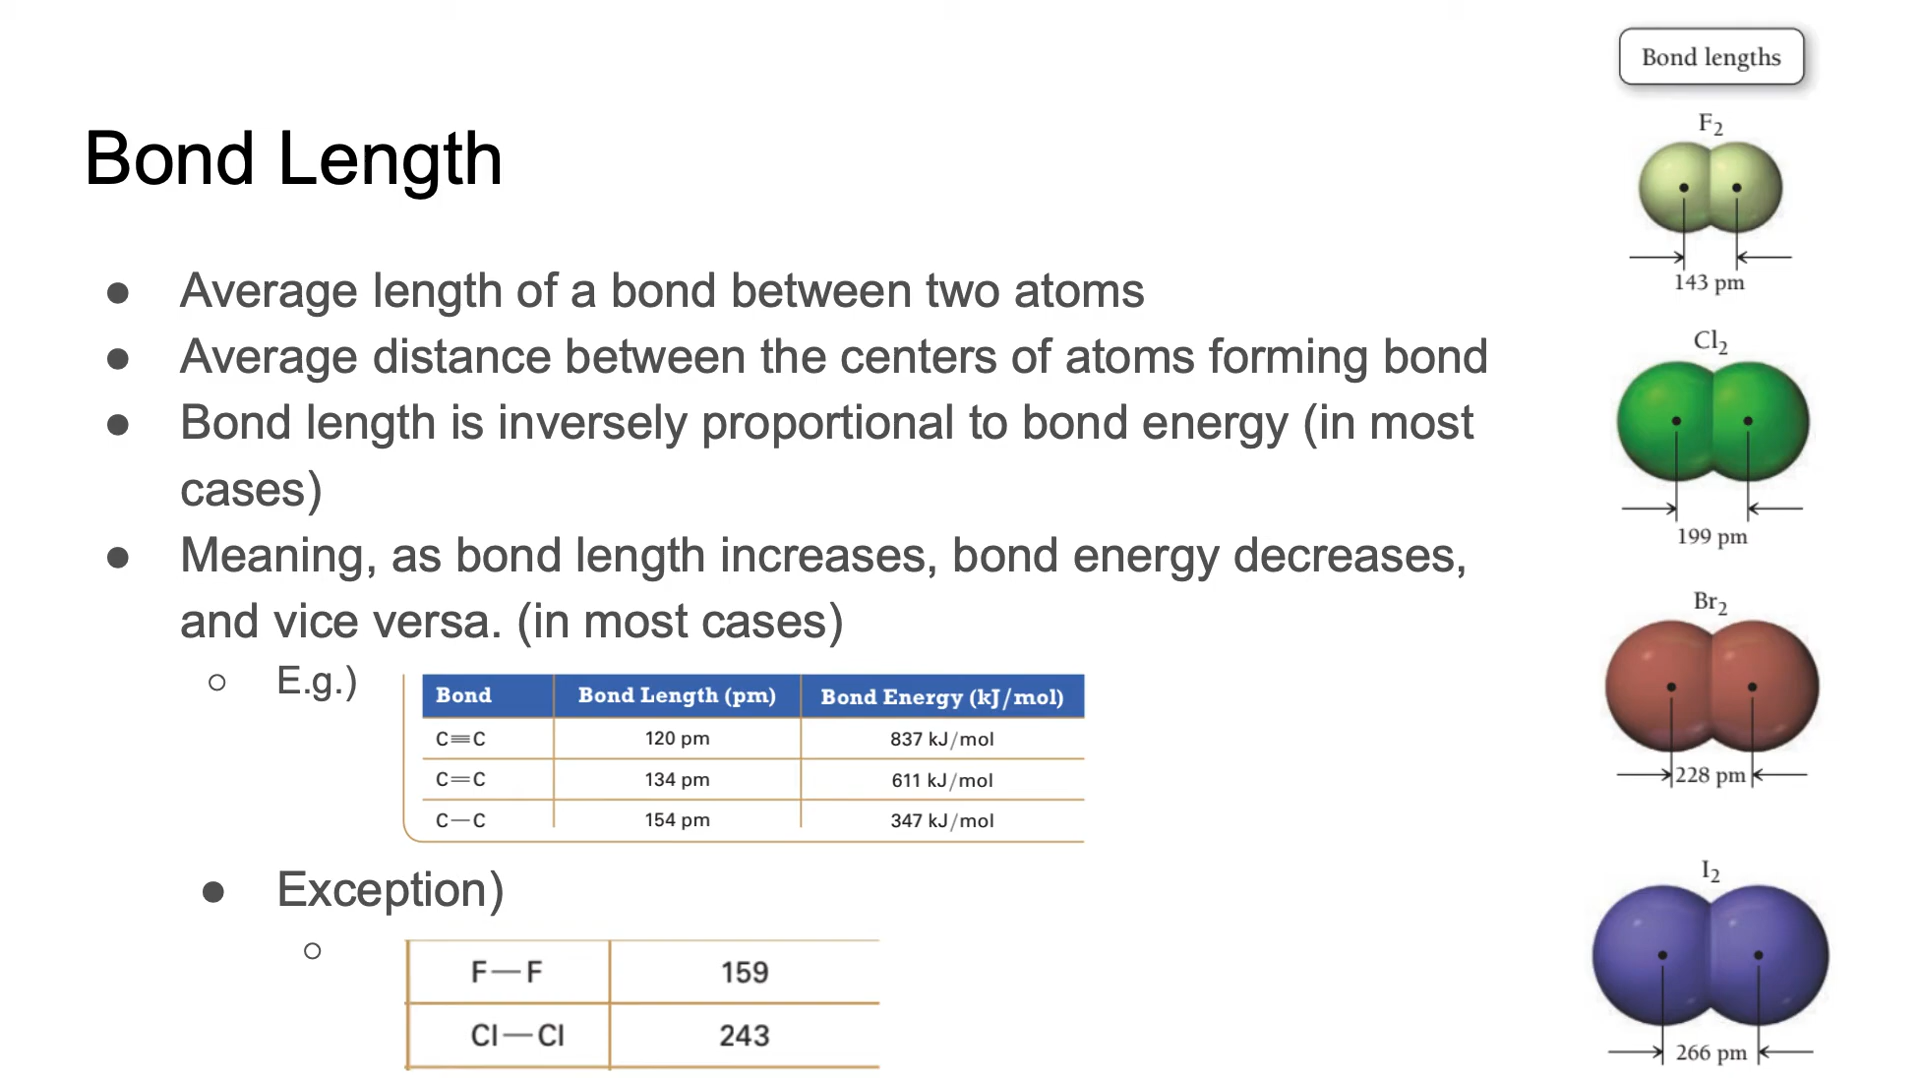 Bond Length
● Average length of a bond between two atoms
● Average distance between the centers of atoms forming bond
● Bond length is inversely proportional to bond energy (in most
cases)
● Meaning, as bond length increases, bond energy decreases,
and vice versa. (in most cases)
○ E.g.)
Bond Bond Length (pm) Bond Energy (kJ/mol)
C≡C 120 pm 837 kJ/mol
C=C 134 pm 611 kJ/mol
C—C 154 pm 347 kJ/mol
● Exception)
○
F—F 159
Cl—Cl 243
Bond lengths
F₂
143 pm
Cl₂
199 pm
Br₂
228 pm
I₂
266 pm